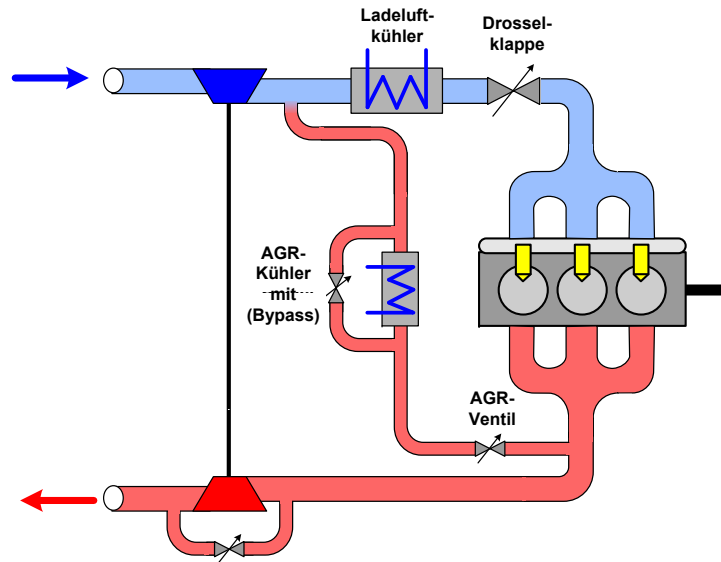 Ladeluft-
kühler
Drossel-
klappe
AGR-
Kühler
mit
(Bypass)
AGR-
Ventil